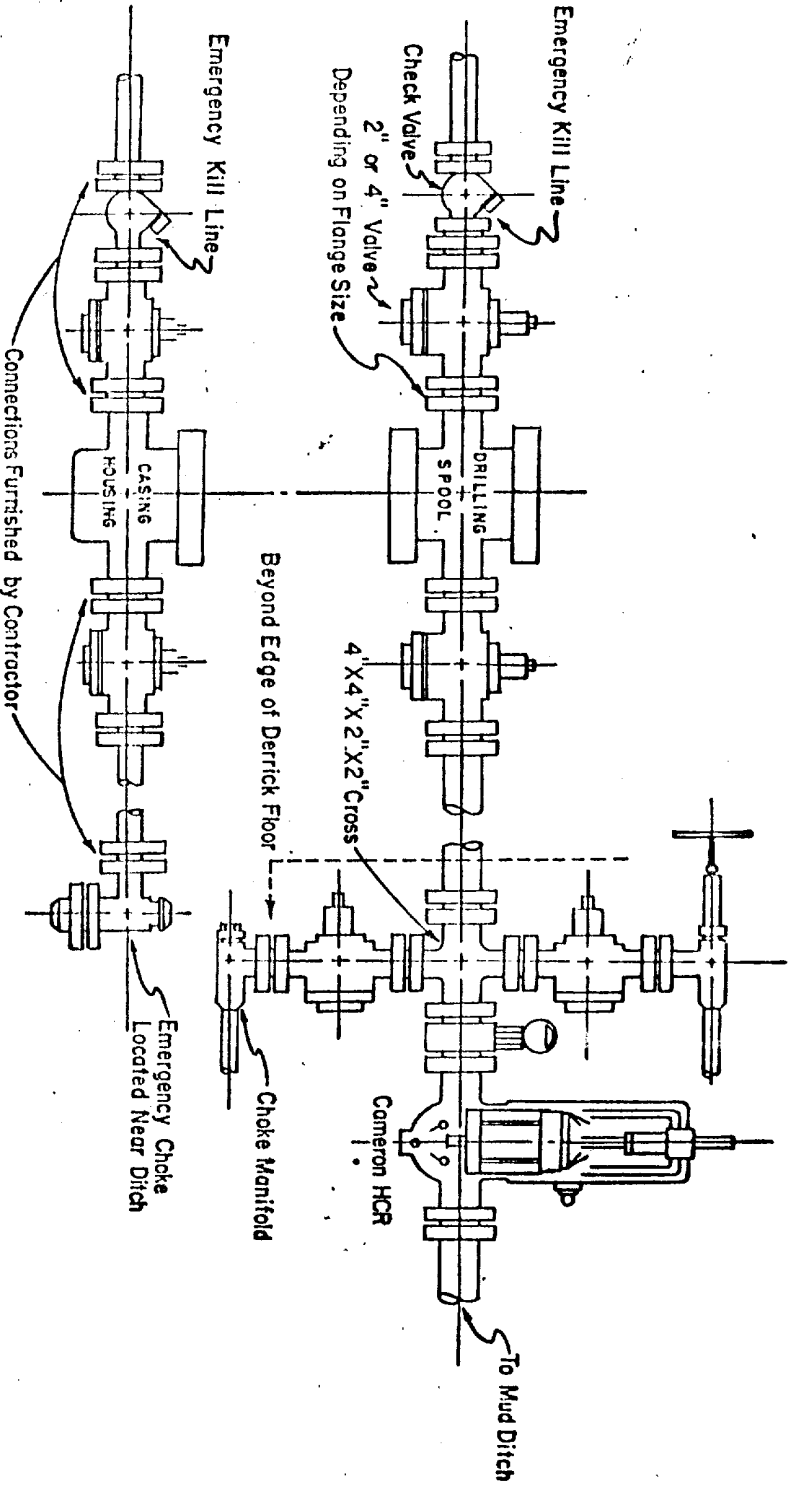 Emergency Kill Line
Check Valve
2" or 4" Valve
Depending on Flange Size
DRILLING
SPOOL
4"X4"X2"X2" Cross
Beyond Edge of Derrick Floor
Cameron HCR
To Mud Ditch
Choke Manifold
Emergency Kill Line
CASING
HOUSING
Connections Furnished by Contractor
Emergency Choke
Located Near Ditch